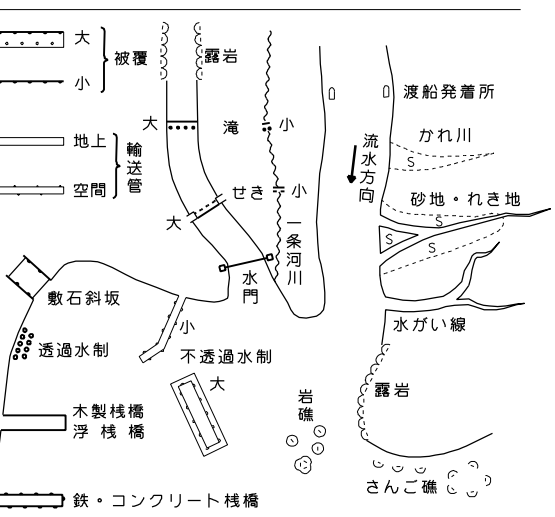 大
小
被覆
地上
空間
輸送管
露岩
大 滝 小
せき
大 小
一条河川
水門
渡船発着所
かれ川
S
流水方向
砂地・れき地
S
S
S
敷石斜坂
小
透過水制
不透過水制
大
水がい線
露岩
岩礁
木製桟橋
浮桟橋
さんご礁
鉄・コンクリート桟橋